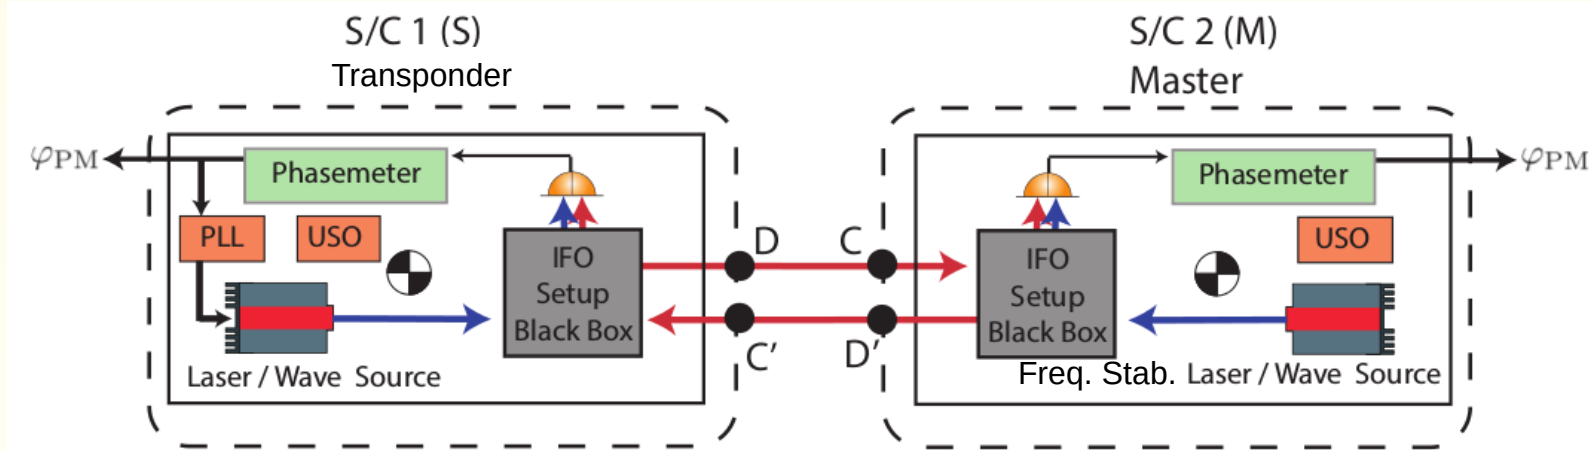 S/C 1 (S)
Transponder
φPM
Phasemeter
PLL
USO
IFO
Setup
Black Box
Laser / Wave Source
D
C
C’
D’
S/C 2 (M)
Master
Phasemeter
φPM
USO
IFO
Setup
Black Box
Freq. Stab. Laser / Wave Source